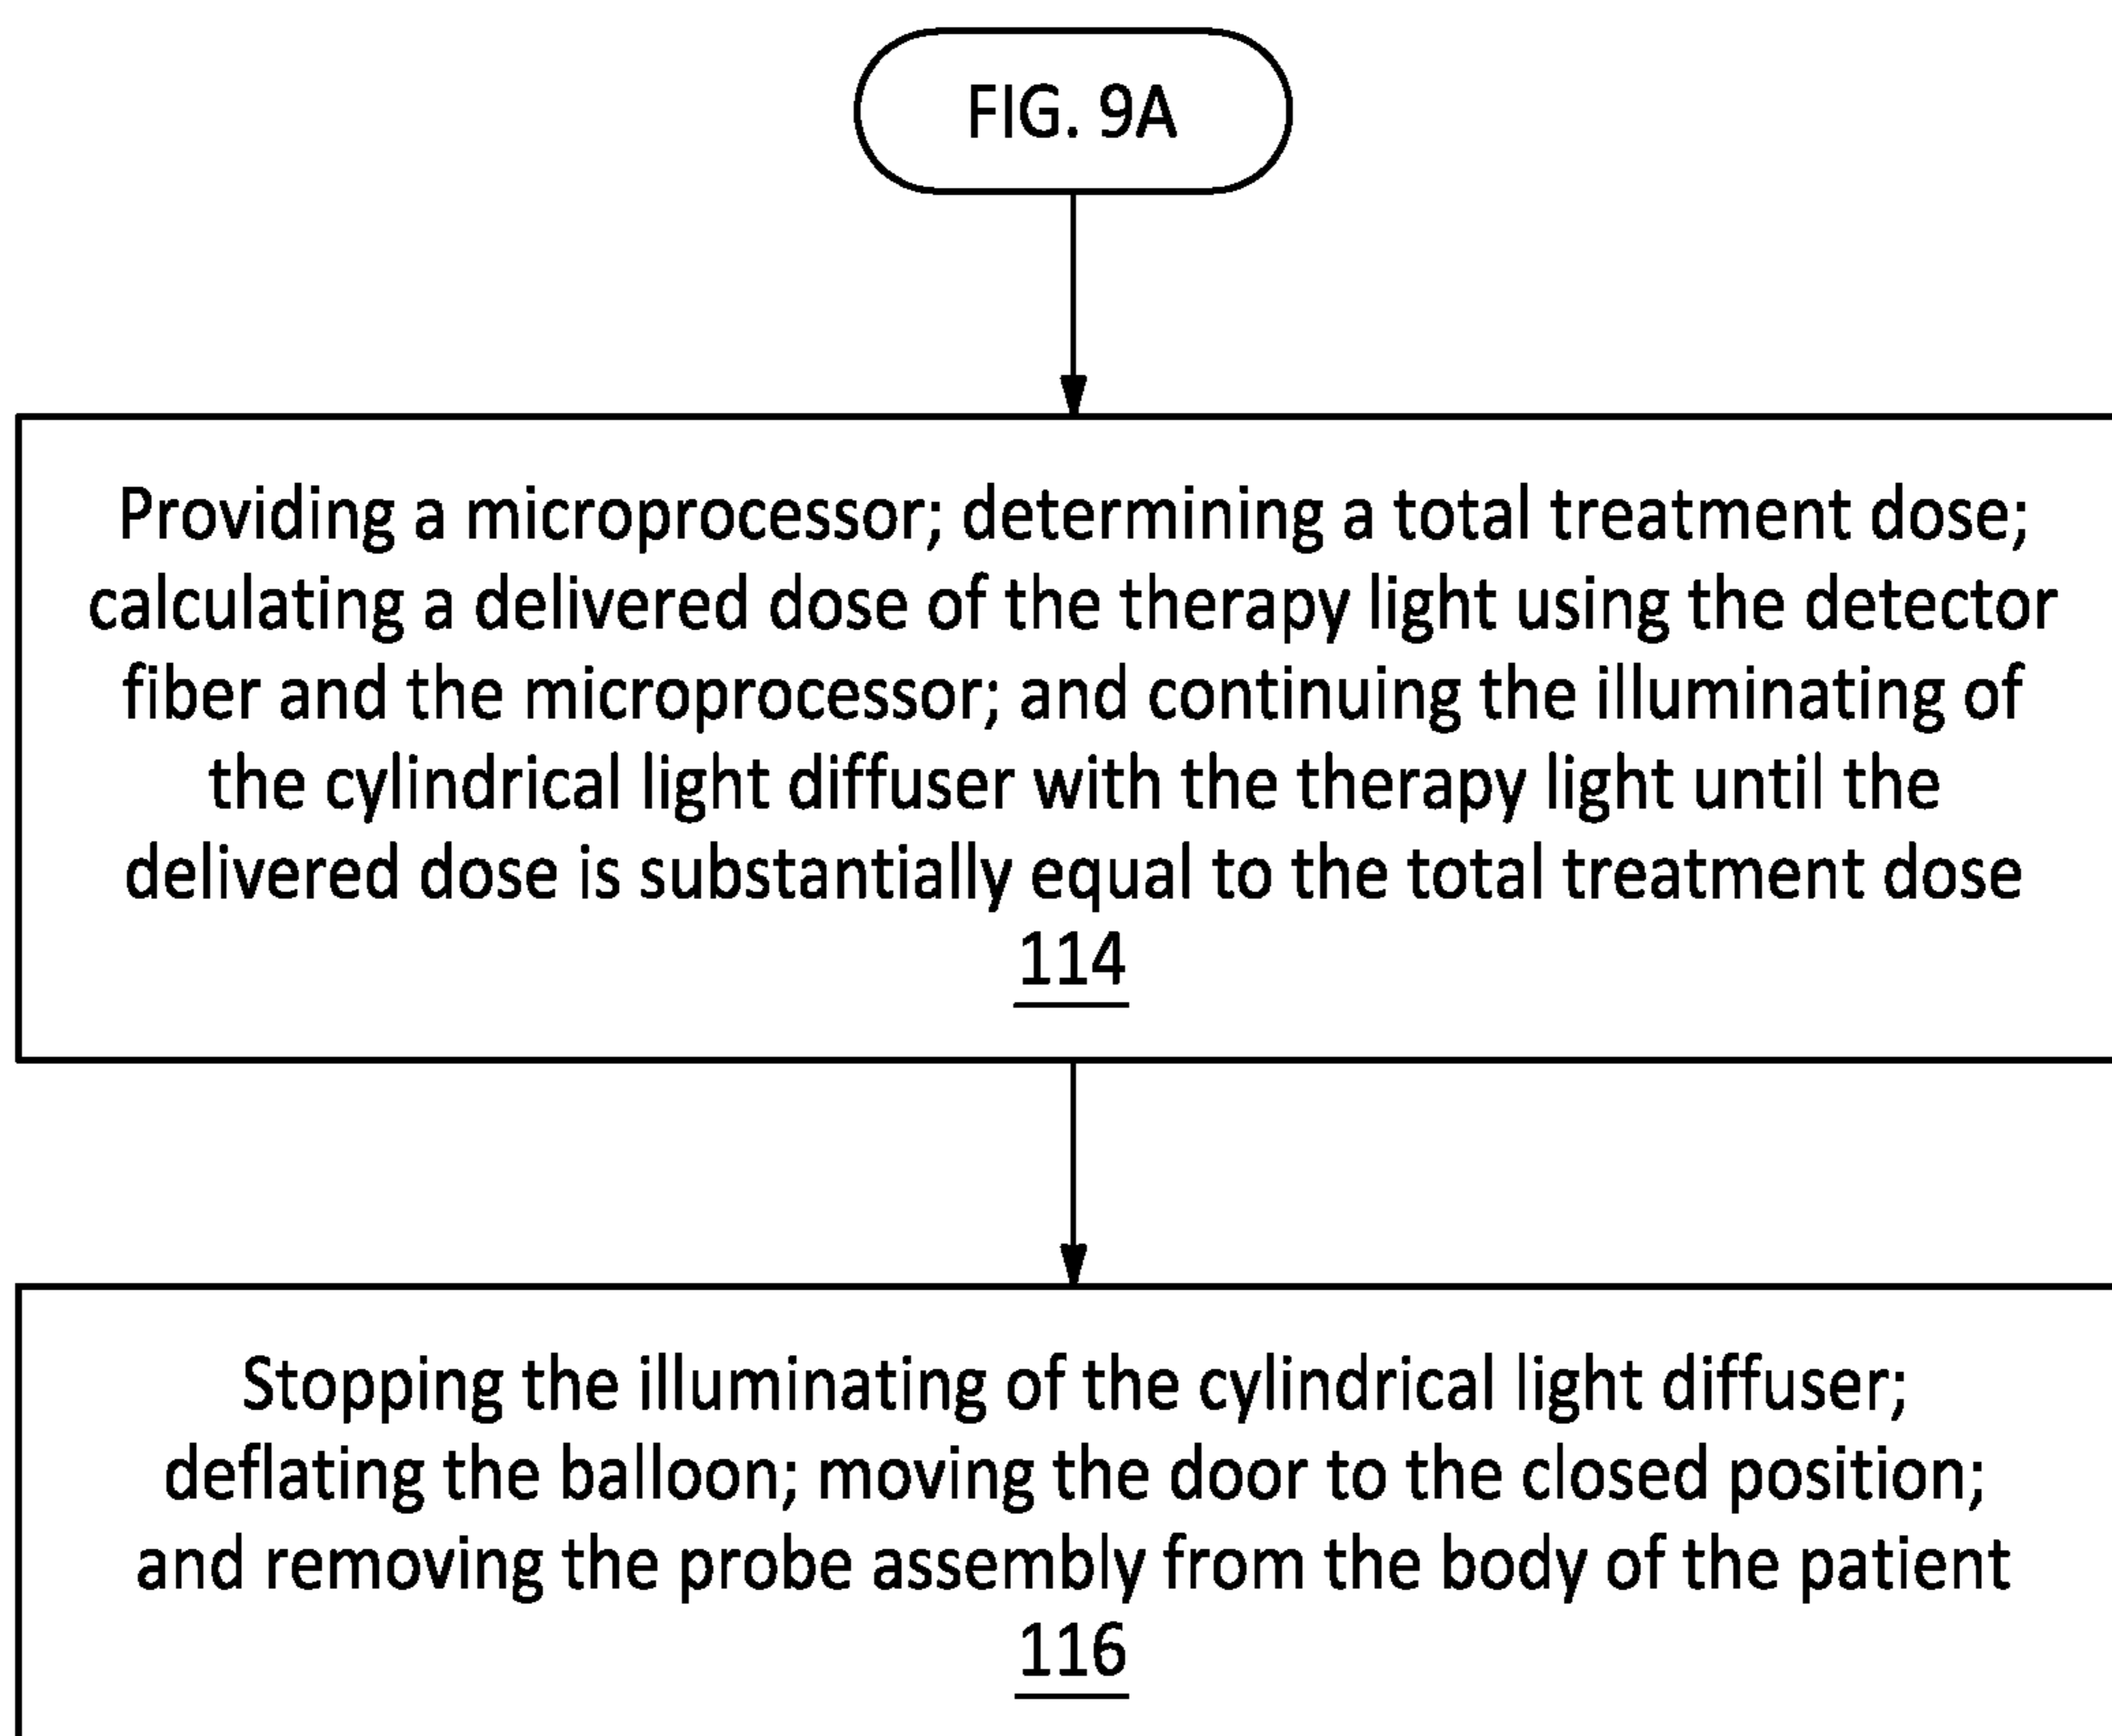 FIG. 9A
Providing a microprocessor; determining a total treatment dose;
calculating a delivered dose of the therapy light using the detector
fiber and the microprocessor; and continuing the illuminating of
the cylindrical light diffuser with the therapy light until the
delivered dose is substantially equal to the total treatment dose
114
Stopping the illuminating of the cylindrical light diffuser;
deflating the balloon; moving the door to the closed position;
and removing the probe assembly from the body of the patient
116